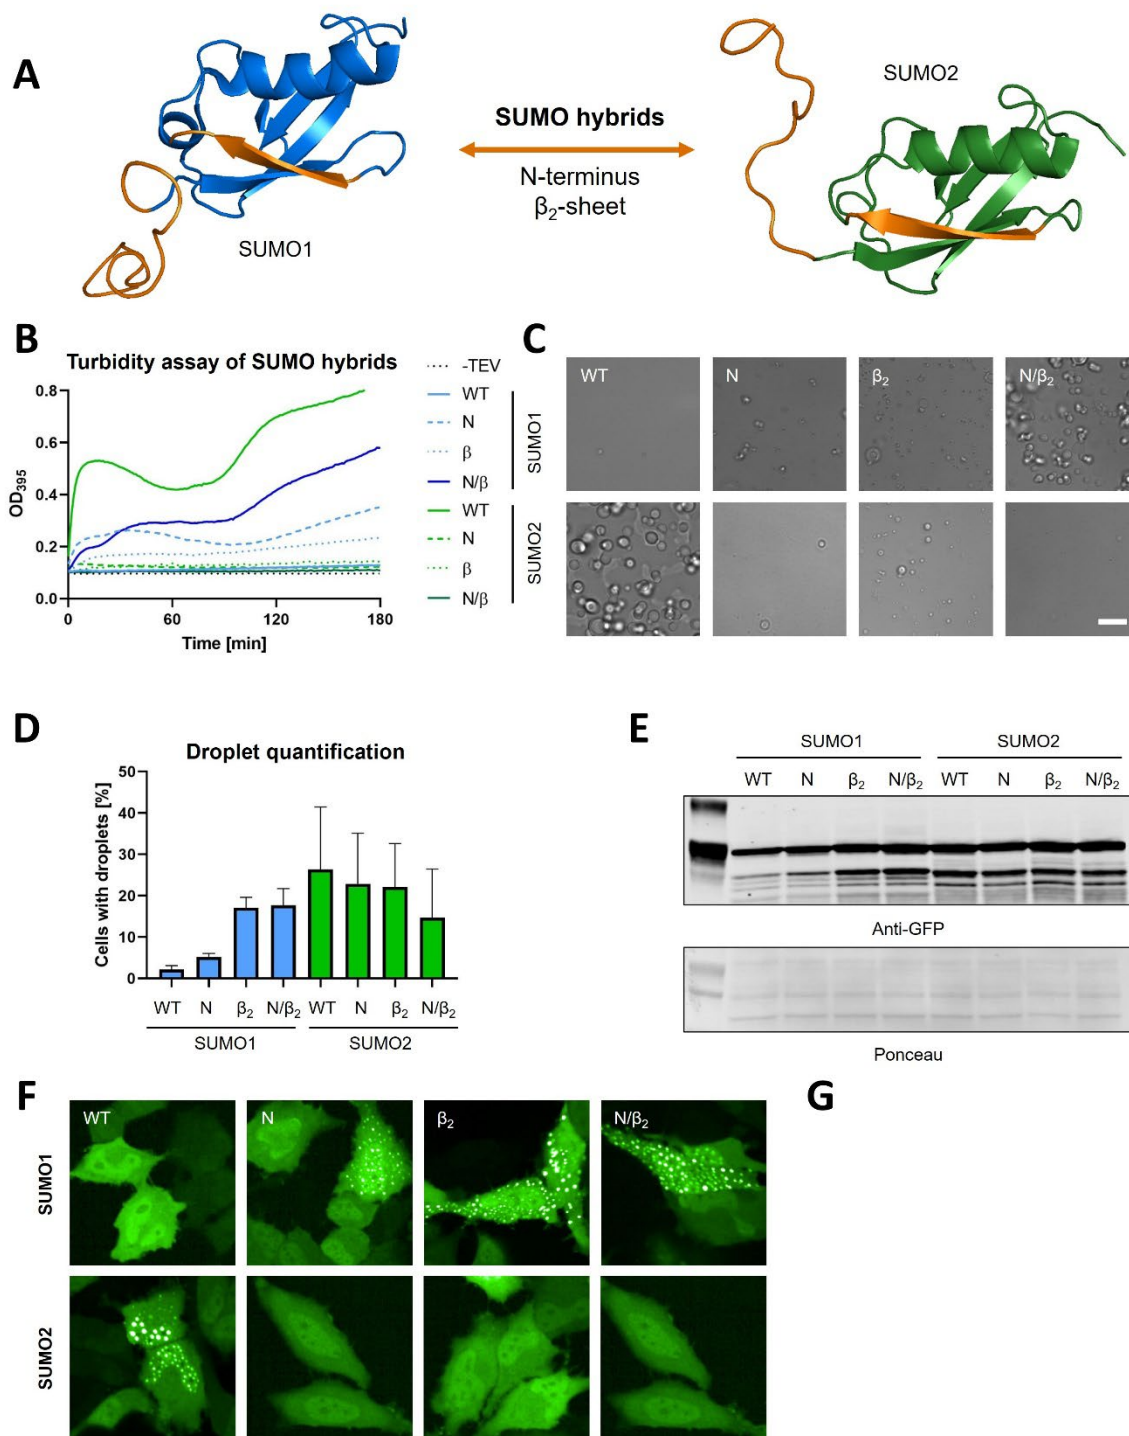 A
SUMO1
SUMO hybrids
N-terminus
β₂-sheet
SUMO2
B
Turbidity assay of SUMO hybrids
OD₃₉₅
0.8
0.6
0.4
0.2
0.0
0
60
120
180
Time [min]
-TEV
WT
N
β
N/β
SUMO1
WT
N
β
N/β
SUMO2
C
WT
N
β₂
N/β₂
SUMO1
SUMO2
D
Droplet quantification
Cells with droplets [%]
50
40
30
20
10
0
WT
N
β₂
N/β₂
WT
N
β₂
N/β₂
SUMO1
SUMO2
E
SUMO1
SUMO2
WT
N
β₂
N/β₂
WT
N
β₂
N/β₂
Anti-GFP
Ponceau
F
WT
N
β₂
N/β₂
SUMO1
SUMO2
G